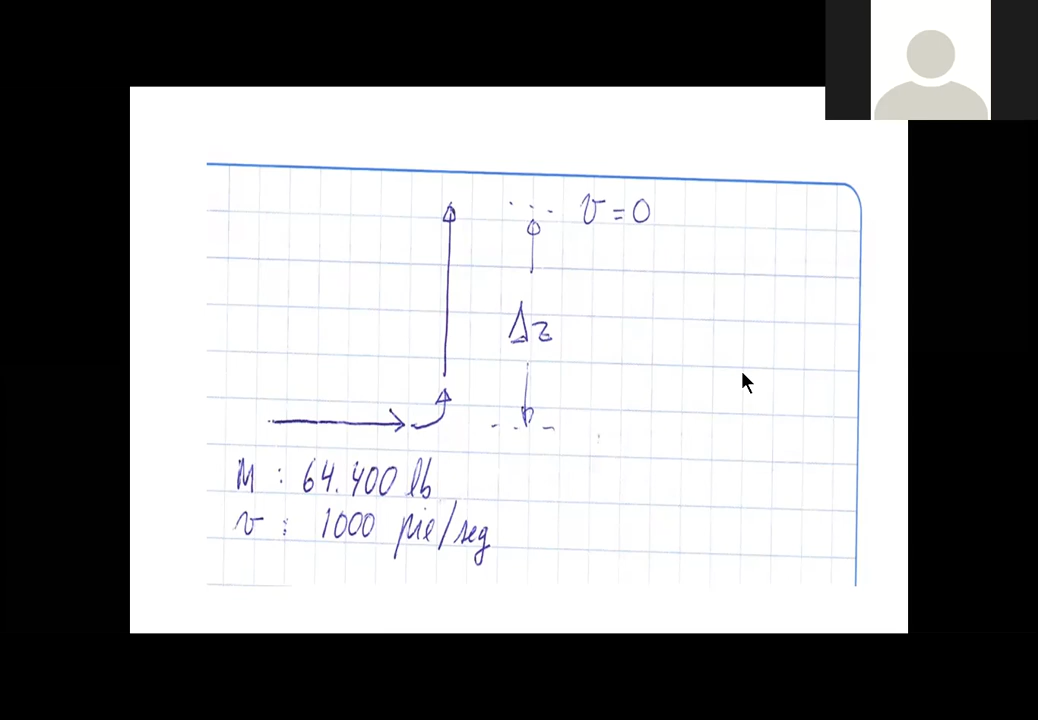 v = 0
Δz
M : 64.400 lb
v : 1000 pie/seg